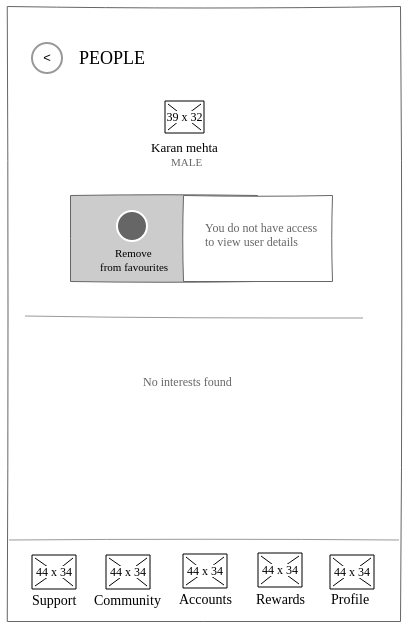 < PEOPLE
39 x 32
Karan mehta
MALE
Remove
from favourites
You do not have access
to view user details
No interests found
44 x 34 44 x 34 44 x 34 44 x 34 44 x 34
Support Community Accounts Rewards Profile